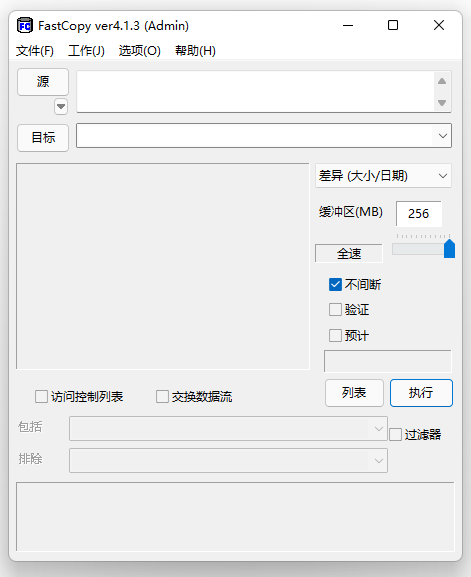 FastCopy ver4.1.3 (Admin)
文件(F) 工作(J) 选项(O) 帮助(H)
源
目标
差异 (大小/日期)
缓冲区(MB) 256
全速
不间断
验证
预计
访问控制列表 交换数据流 列表 执行
包括
过滤器
排除